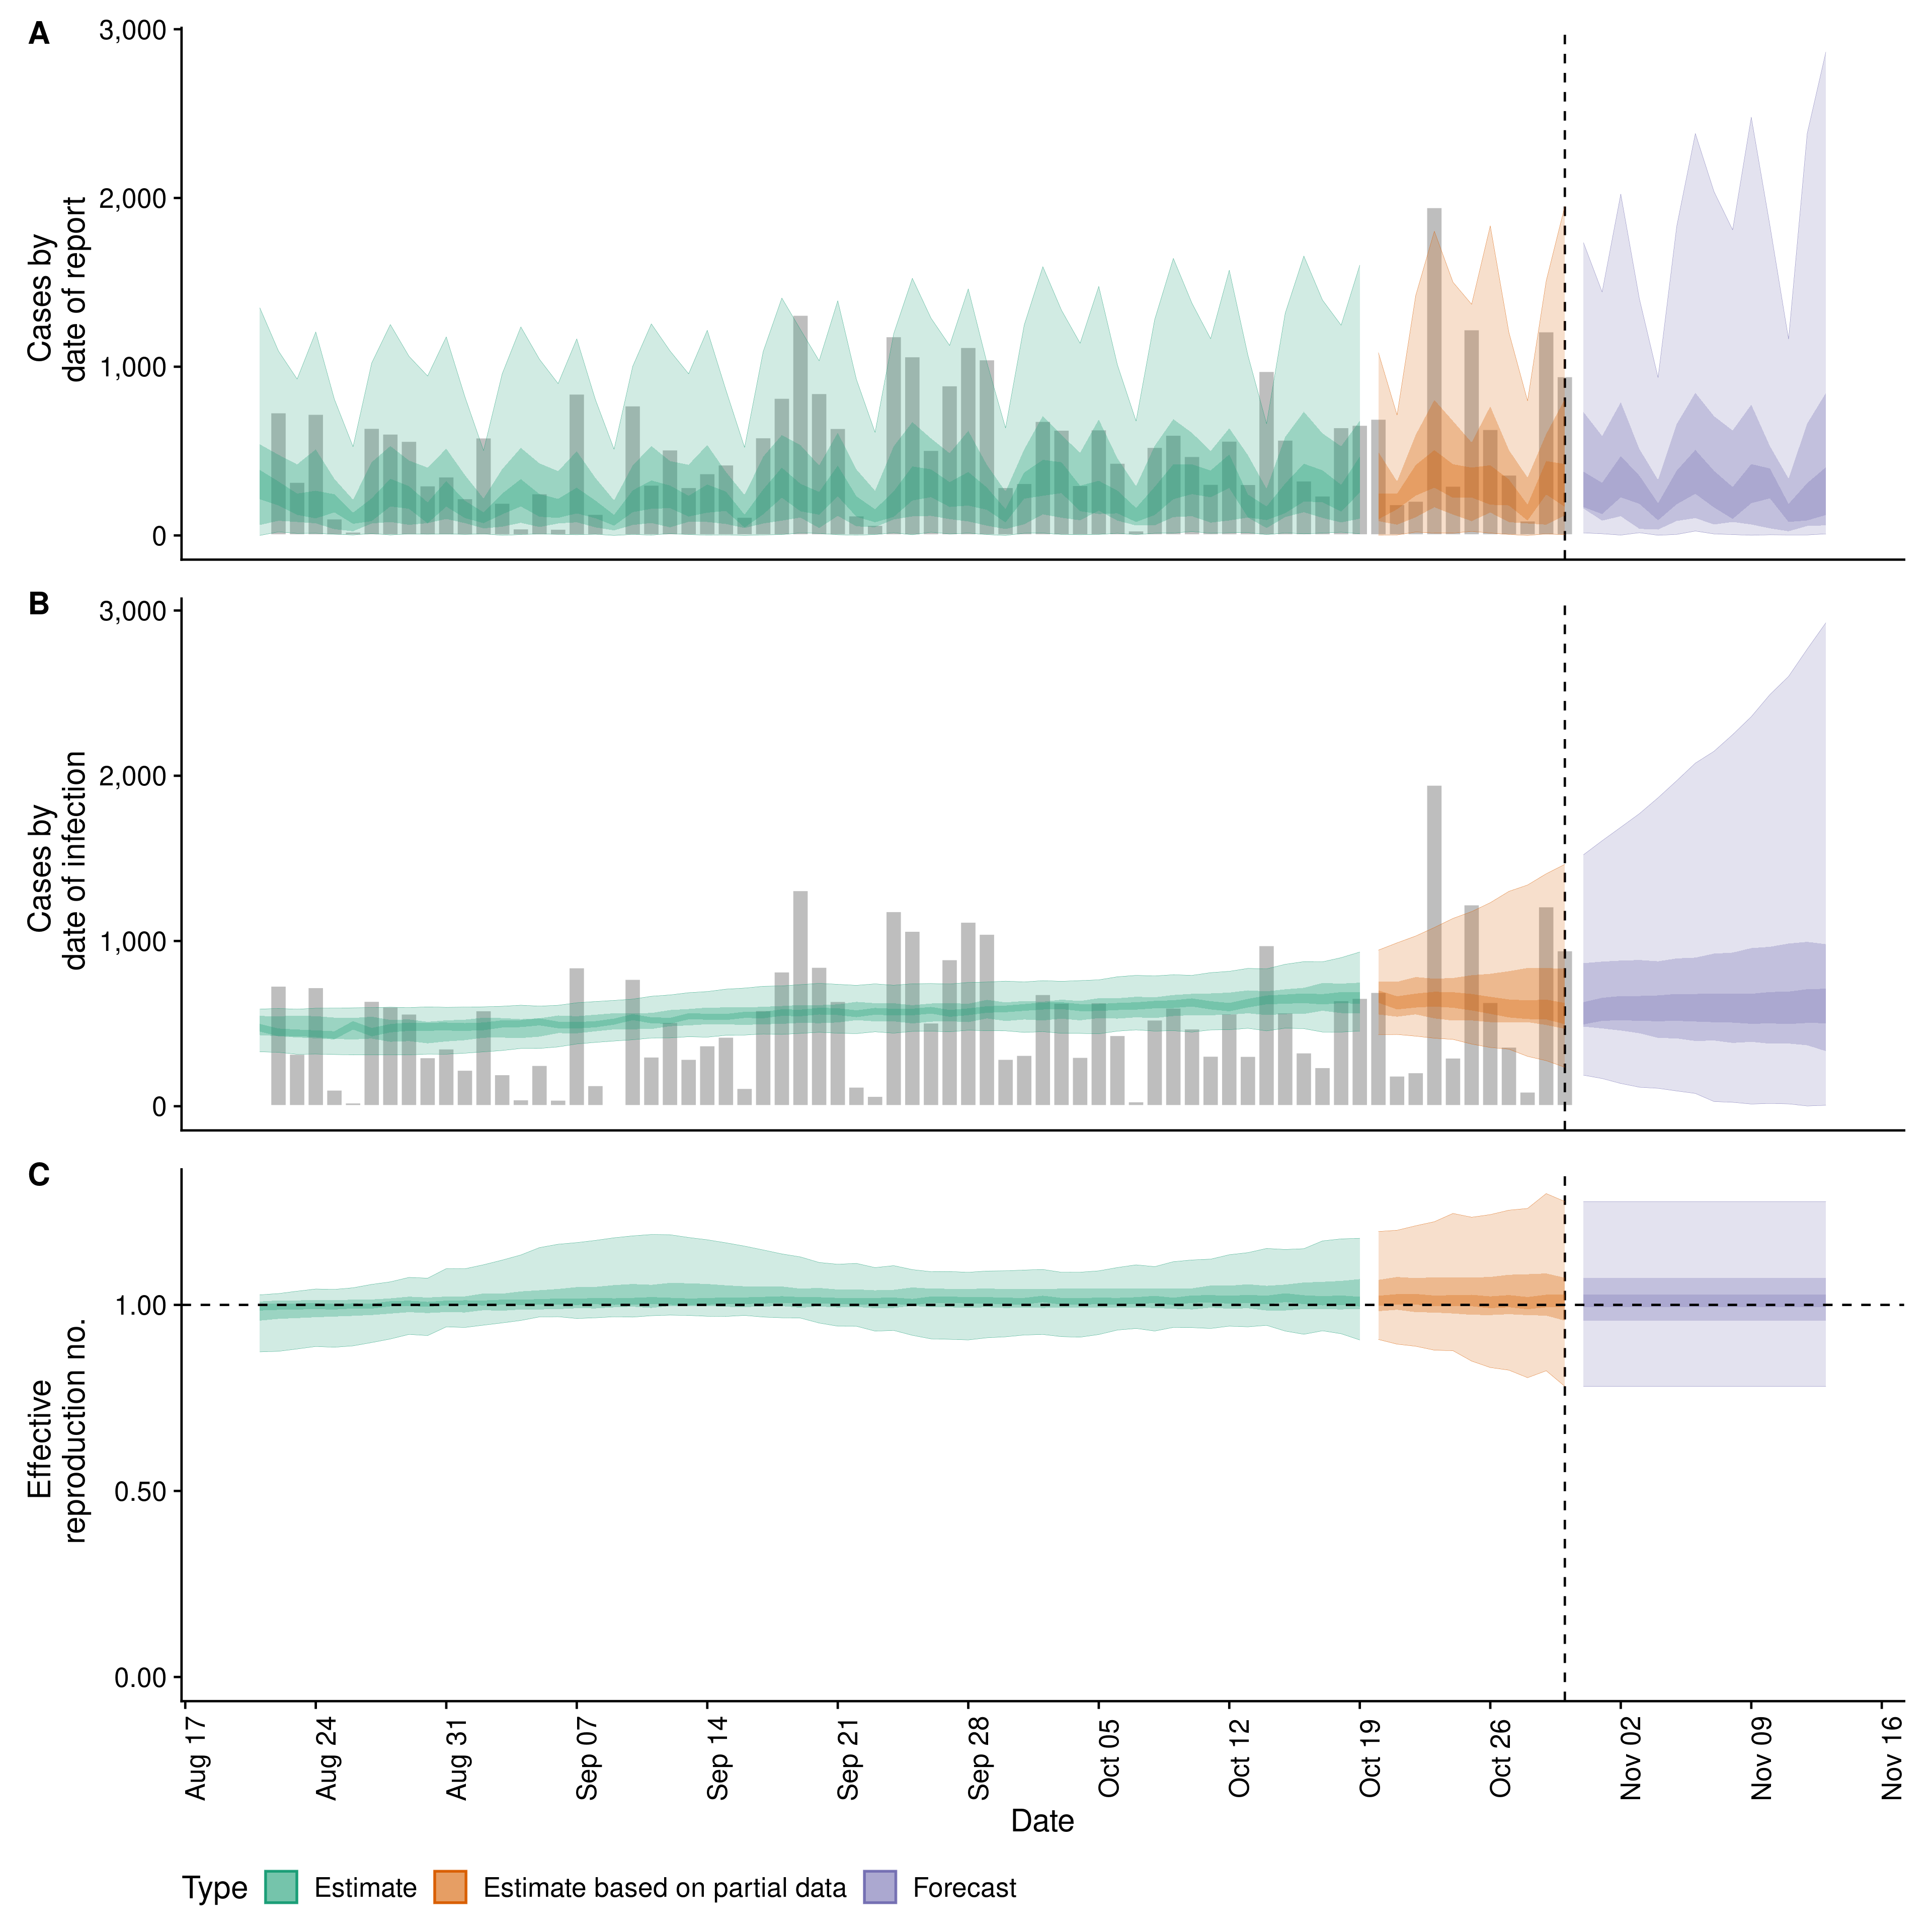 A
3,000
2,000
1,000
0
Cases by
date of report
B
3,000
2,000
1,000
0
Cases by
date of infection
C
1.00
0.50
0.00
Effective
reproduction no.
Aug 17
Aug 24
Aug 31
Sep 07
Sep 14
Sep 21
Sep 28
Oct 05
Oct 12
Oct 19
Oct 26
Nov 02
Nov 09
Nov 16
Date
Type Estimate Estimate based on partial data Forecast